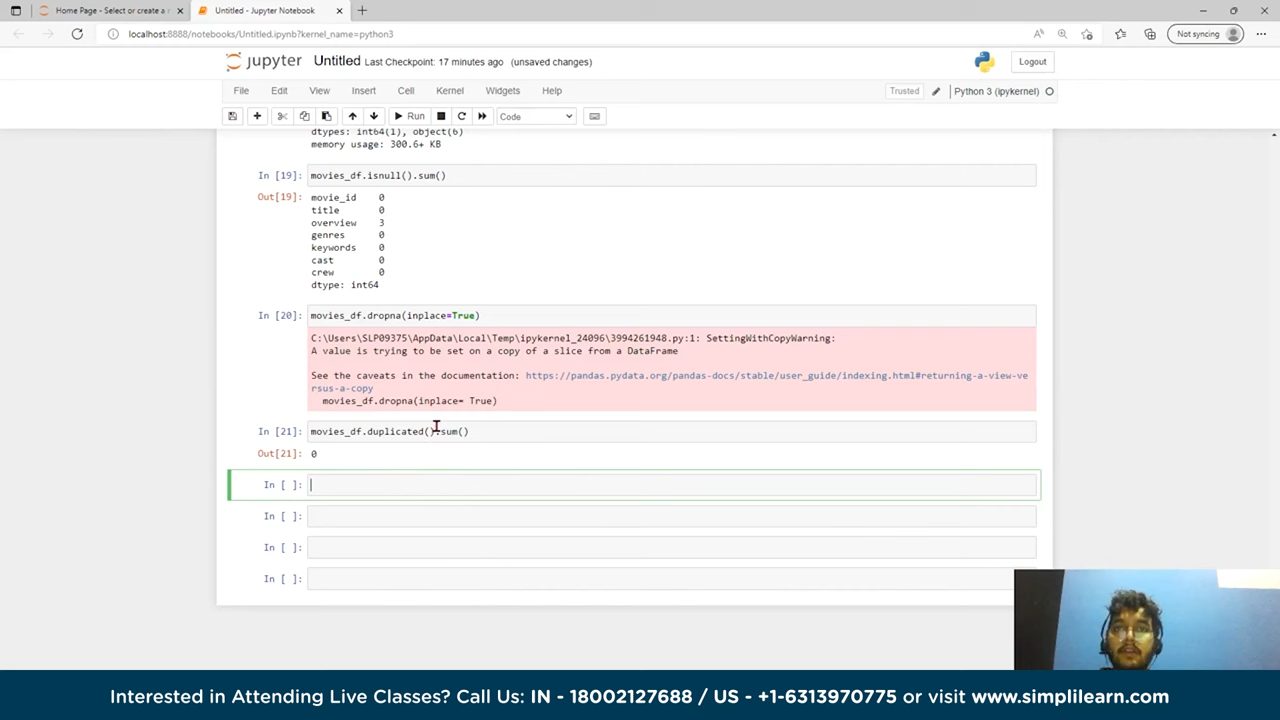 Home Page - Select or create a n
Untitled - Jupyter Notebook
localhost:8888/notebooks/Untitled.ipynb?kernel_name=python3
Not syncing
jupyter Untitled Last Checkpoint: 17 minutes ago (unsaved changes)
Logout
File Edit View Insert Cell Kernel Widgets Help
Trusted Python 3 (ipykernel)
Run Code
dtypes: int64(1), object(6)
memory usage: 300.6+ KB
In [19]: movies_df.isnull().sum()
Out[19]: movie_id 0
title 0
overview 3
genres 0
keywords 0
cast 0
crew 0
dtype: int64
In [20]: movies_df.dropna(inplace=True)
C:\Users\SLP09375\AppData\Local\Temp\ipykernel_24096\3994261948.py:1: SettingWithCopyWarning:
A value is trying to be set on a copy of a slice from a DataFrame
See the caveats in the documentation: https://pandas.pydata.org/pandas-docs/stable/user_guide/indexing.html#returning-a-view-ve
rsus-a-copy
movies_df.dropna(inplace= True)
In [21]: movies_df.duplicated().sum()
Out[21]: 0
In [ ]:
In [ ]:
In [ ]:
In [ ]:
Interested in Attending Live Classes? Call Us: IN - 18002127688 / US - +1-6313970775 or visit www.simplilearn.com